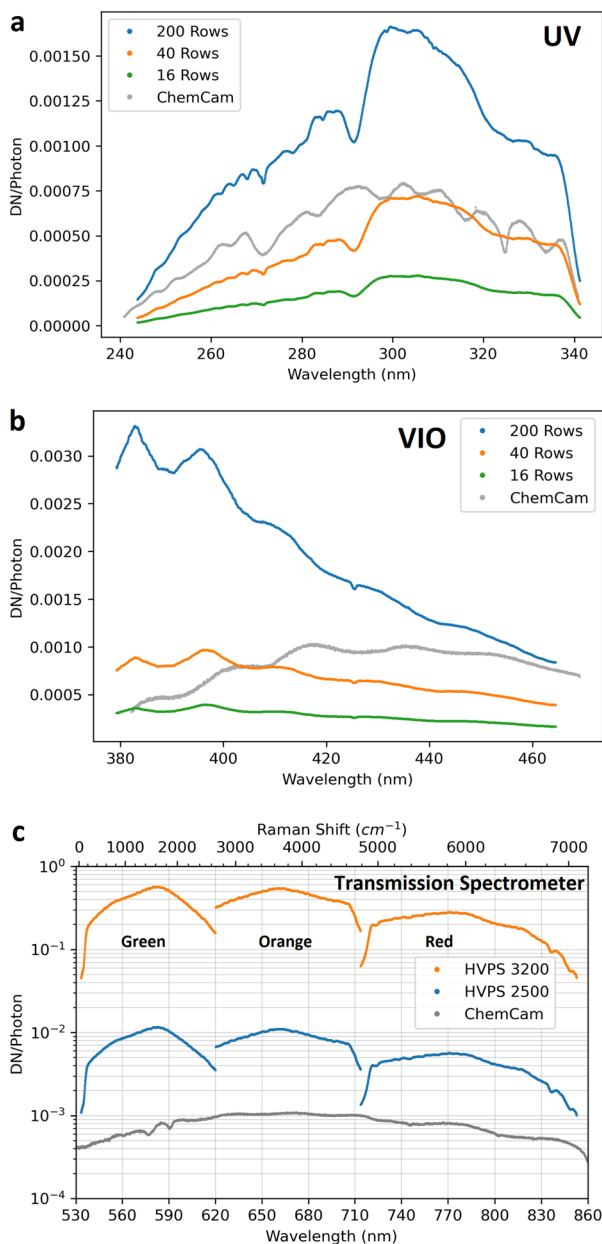 a
UV
200 Rows
40 Rows
16 Rows
ChemCam
DN/Photon
0.00150
0.00125
0.00100
0.00075
0.00050
0.00025
0.00000
240 260 280 300 320 340
Wavelength (nm)
b
VIO
200 Rows
40 Rows
16 Rows
ChemCam
DN/Photon
0.0030
0.0025
0.0020
0.0015
0.0010
0.0005
380 400 420 440 460
Wavelength (nm)
c
Raman Shift (cm⁻¹)
0 1000 2000 3000 4000 5000 6000 7000
Transmission Spectrometer
Green Orange Red
HVPS 3200
HVPS 2500
ChemCam
DN/Photon
10⁰
10⁻¹
10⁻²
10⁻³
10⁻⁴
530 560 590 620 650 680 710 740 770 800 830 860
Wavelength (nm)